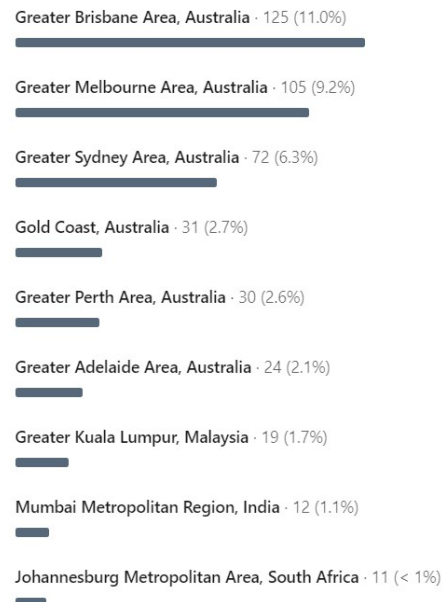 Greater Brisbane Area, Australia · 125 (11.0%)
Greater Melbourne Area, Australia · 105 (9.2%)
Greater Sydney Area, Australia · 72 (6.3%)
Gold Coast, Australia · 31 (2.7%)
Greater Perth Area, Australia · 30 (2.6%)
Greater Adelaide Area, Australia · 24 (2.1%)
Greater Kuala Lumpur, Malaysia · 19 (1.7%)
Mumbai Metropolitan Region, India · 12 (1.1%)
Johannesburg Metropolitan Area, South Africa · 11 (< 1%)